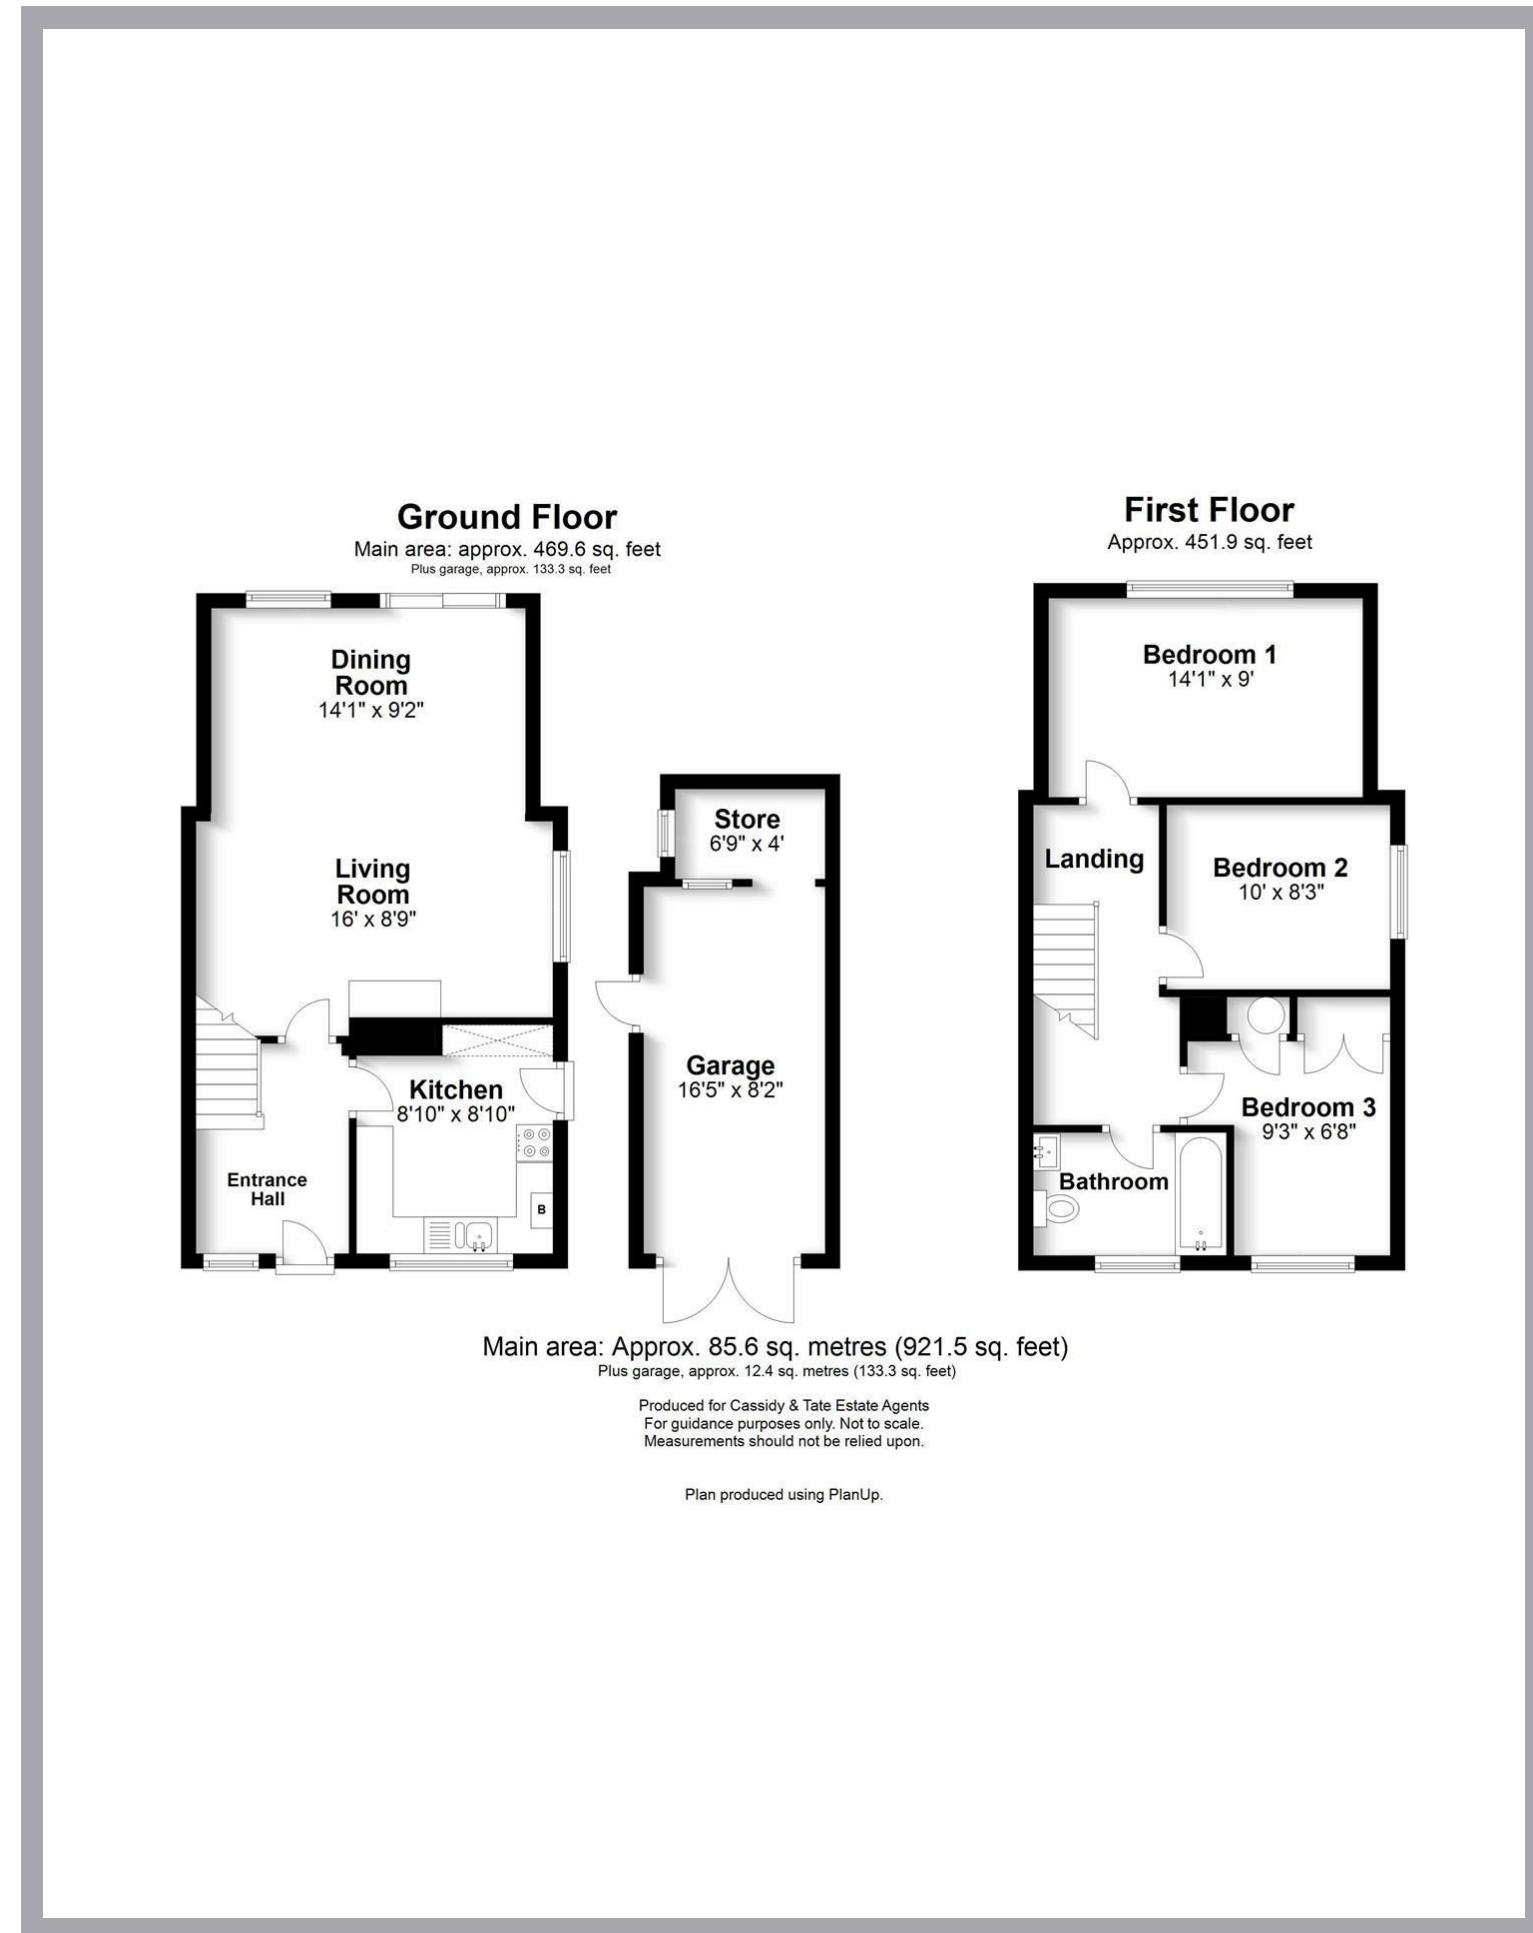 Ground Floor
Main area: approx. 469.6 sq. feet
Plus garage, approx. 133.3 sq. feet
Dining
Room
14'1" x 9'2"
Living
Room
16' x 8'9"
Kitchen
8'10" x 8'10"
B
Entrance
Hall
Store
6'9" x 4'
Garage
16'5" x 8'2"
First Floor
Approx. 451.9 sq. feet
Bedroom 1
14'1" x 9'
Landing
Bedroom 2
10' x 8'3"
Bedroom 3
9'3" x 6'8"
Bathroom
Main area: Approx. 85.6 sq. metres (921.5 sq. feet)
Plus garage, approx. 12.4 sq. metres (133.3 sq. feet)
Produced for Cassidy & Tate Estate Agents
For guidance purposes only. Not to scale.
Measurements should not be relied upon.
Plan produced using PlanUp.